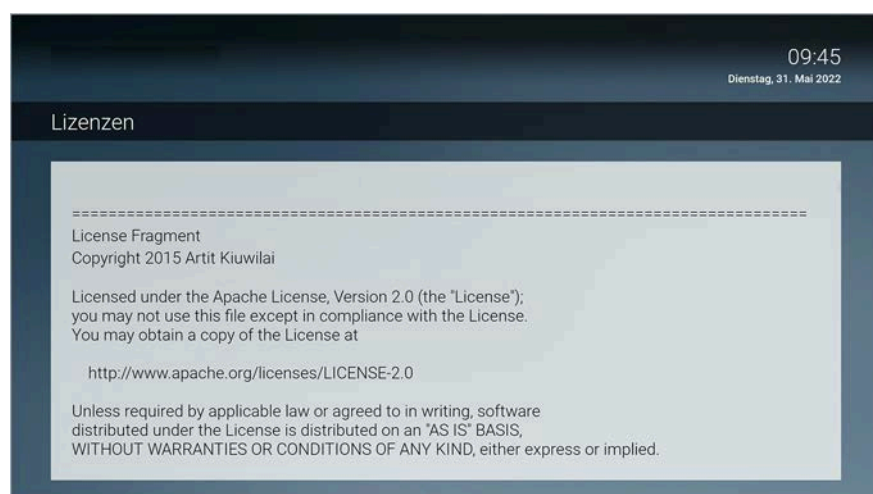 09:45
Dienstag, 31. Mai 2022
Lizenzen
================================================================================
License Fragment
Copyright 2015 Artit Kiuwilai
Licensed under the Apache License, Version 2.0 (the "License");
you may not use this file except in compliance with the License.
You may obtain a copy of the License at
http://www.apache.org/licenses/LICENSE-2.0
Unless required by applicable law or agreed to in writing, software
distributed under the License is distributed on an "AS IS" BASIS,
WITHOUT WARRANTIES OR CONDITIONS OF ANY KIND, either express or implied.